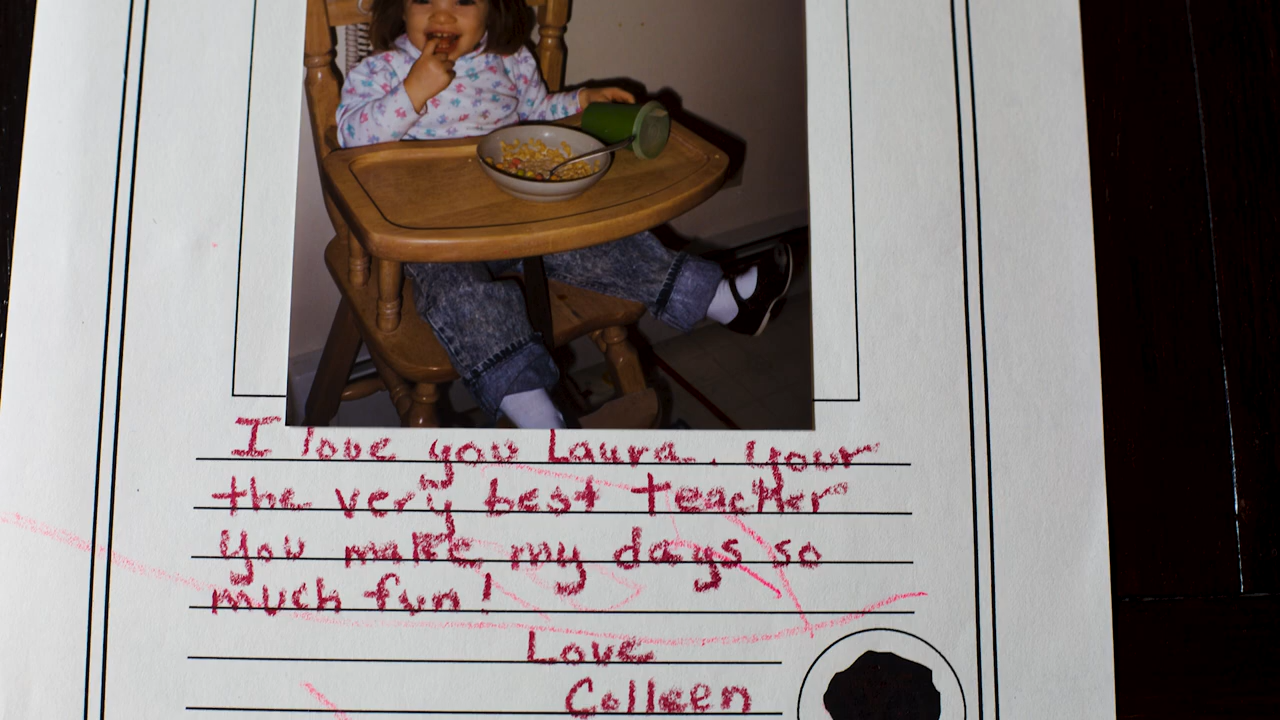 I love you Laura. Your
the very best teacher
You make my days so
much fun!
Love
Colleen